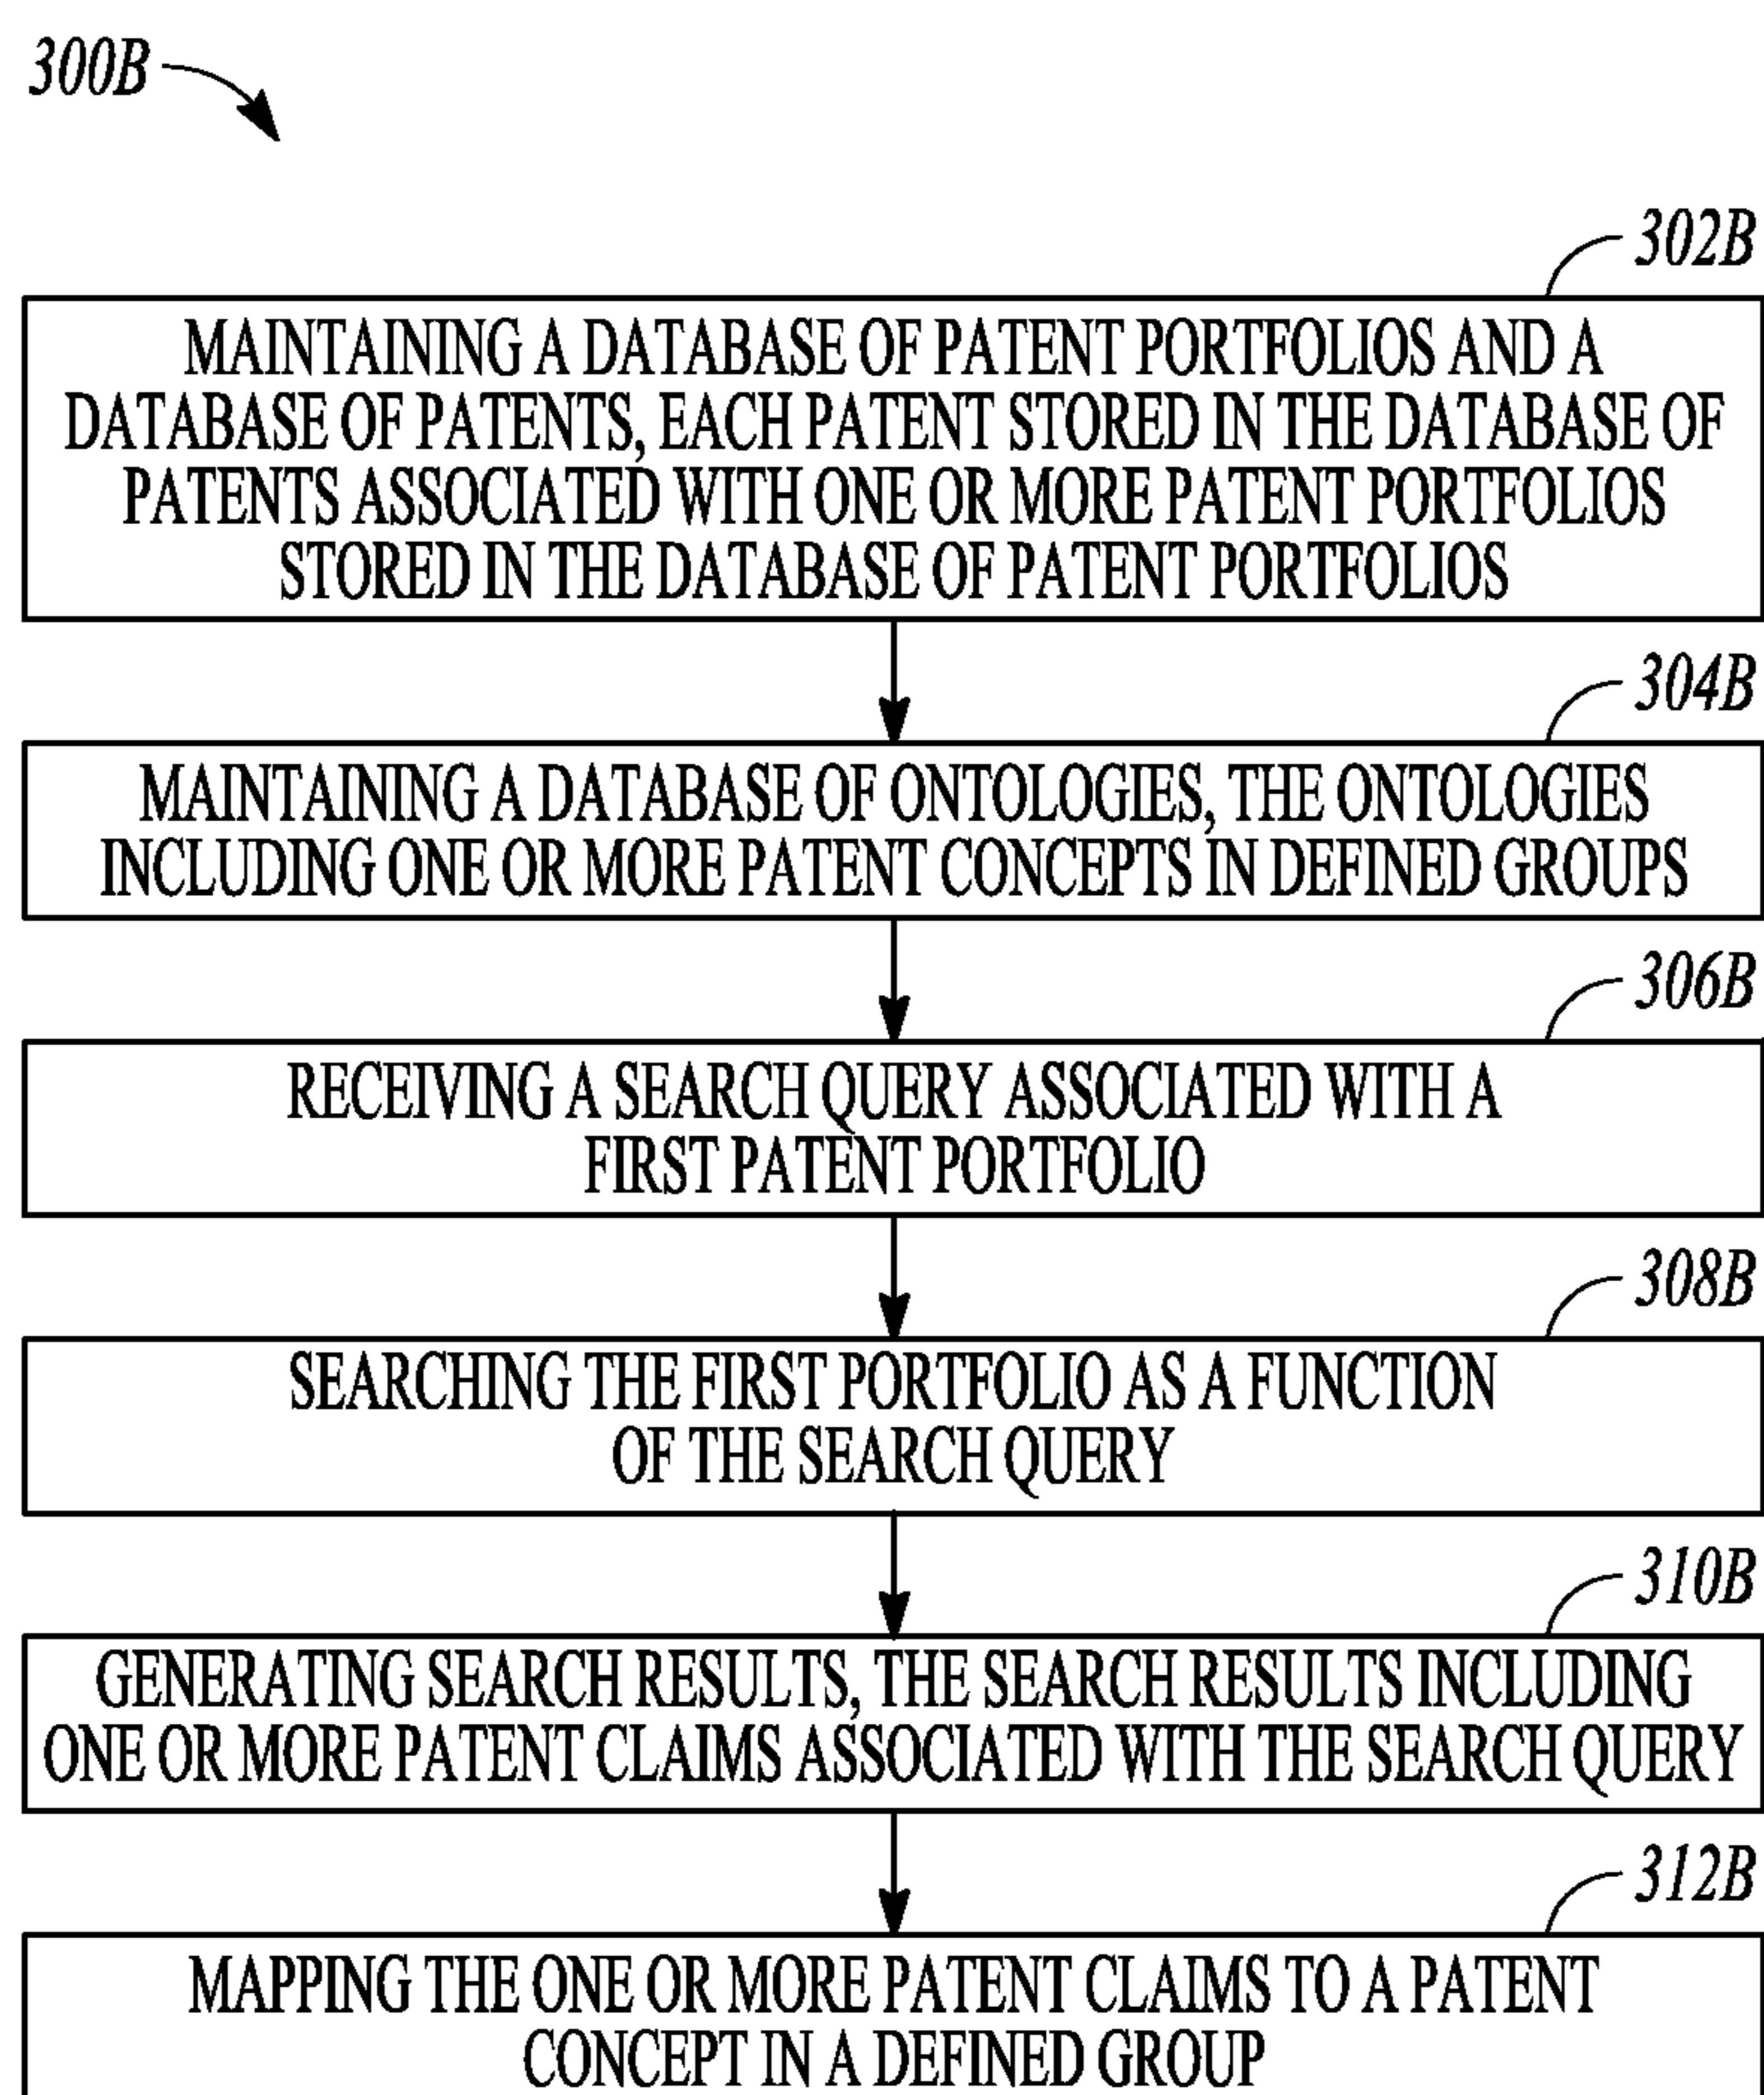 300B
302B
MAINTAINING A DATABASE OF PATENT PORTFOLIOS AND A
DATABASE OF PATENTS, EACH PATENT STORED IN THE DATABASE OF
PATENTS ASSOCIATED WITH ONE OR MORE PATENT PORTFOLIOS
STORED IN THE DATABASE OF PATENT PORTFOLIOS
304B
MAINTAINING A DATABASE OF ONTOLOGIES, THE ONTOLOGIES
INCLUDING ONE OR MORE PATENT CONCEPTS IN DEFINED GROUPS
306B
RECEIVING A SEARCH QUERY ASSOCIATED WITH A
FIRST PATENT PORTFOLIO
308B
SEARCHING THE FIRST PORTFOLIO AS A FUNCTION
OF THE SEARCH QUERY
310B
GENERATING SEARCH RESULTS, THE SEARCH RESULTS INCLUDING
ONE OR MORE PATENT CLAIMS ASSOCIATED WITH THE SEARCH QUERY
312B
MAPPING THE ONE OR MORE PATENT CLAIMS TO A PATENT
CONCEPT IN A DEFINED GROUP